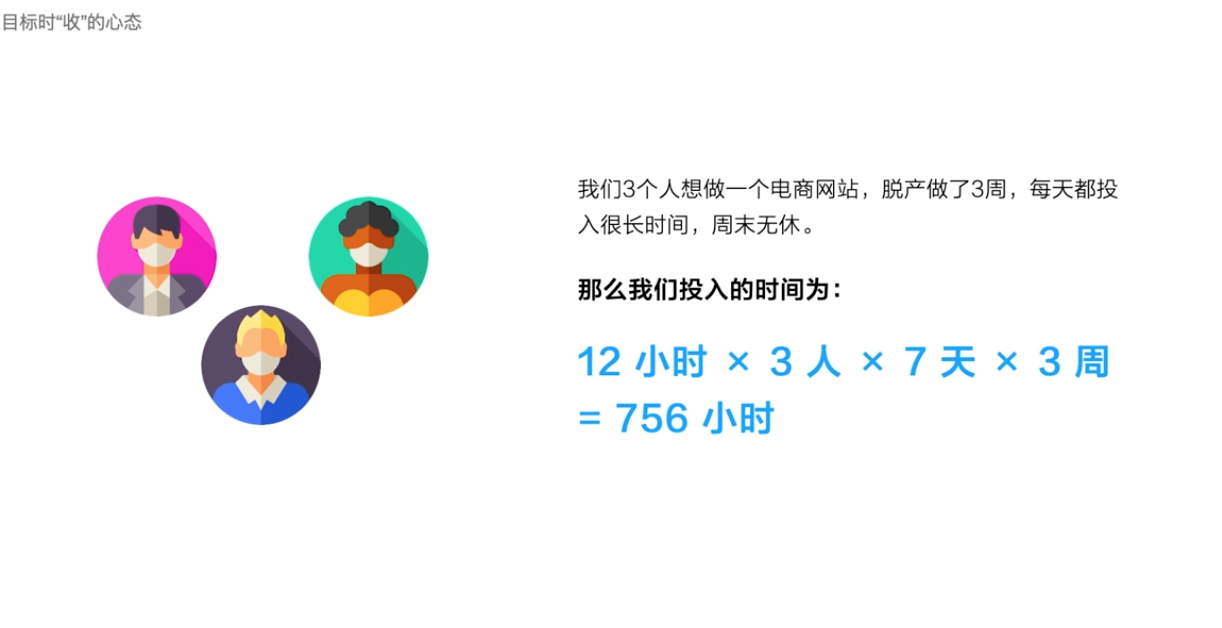 目标时“收”的心态
我们3个人想做一个电商网站，脱产做了3周，每天都投
入很长时间，周末无休。
那么我们投入的时间为：
12 小时 × 3 人 × 7 天 × 3 周
= 756 小时